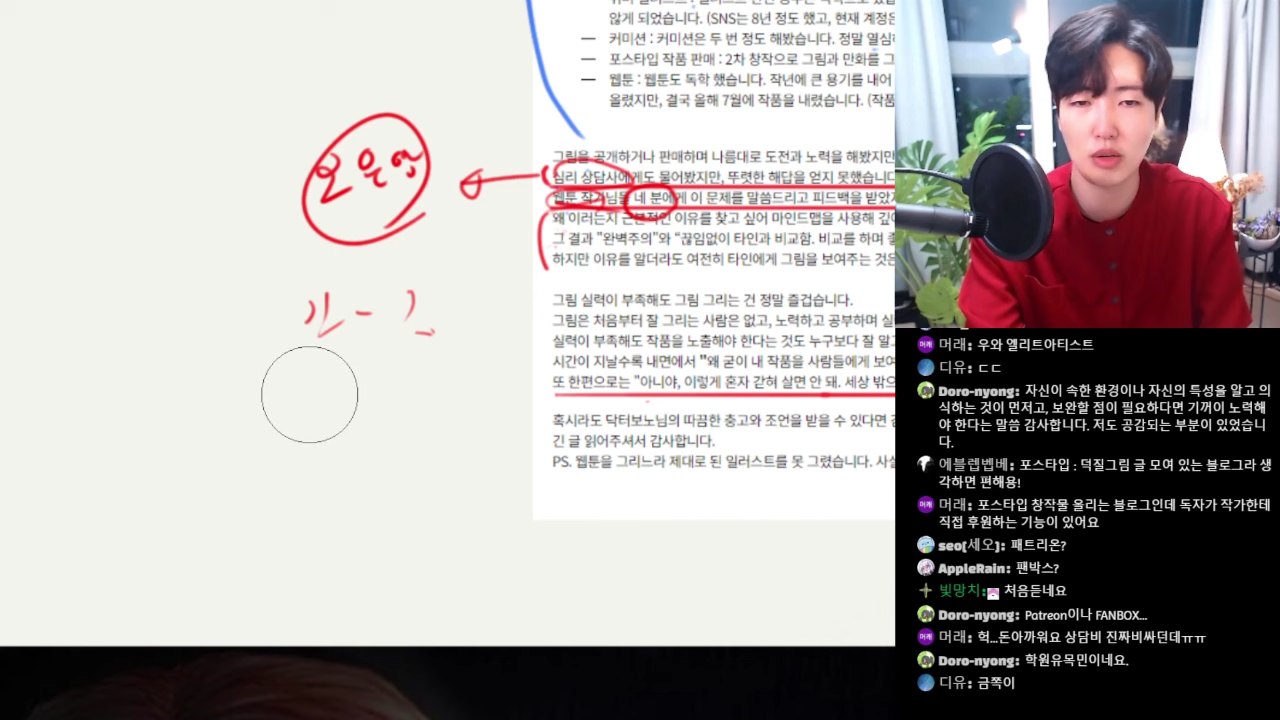 않게 되었습니다. (SNS는 8년 정도 했고, 현재 계정은
— 커미션 : 커미션은 두 번 정도 해봤습니다. 정말 열심히
— 포스타입 작품 판매 : 2차 창작으로 그림과 만화를 그
— 웹툰 : 웹툰도 독학 했습니다. 작년에 큰 용기를 내어
올렸지만, 결국 올해 7월에 작품을 내렸습니다. (작품
그림을 공개하거나 판매하며 나름대로 도전과 노력을 해봤지만
심리 상담사에게도 물어봤지만, 뚜렷한 해답을 얻지 못했습니다
웹툰 작가님들 네 분에게 이 문제를 말씀드리고 피드백을 받았지
왜 이러는지 근본적인 이유를 찾고 싶어 마인드맵을 사용해 깊이
그 결과 "완벽주의"와 "끊임없이 타인과 비교함. 비교를 하며 좋
하지만 이유를 알더라도 여전히 타인에게 그림을 보여주는 것은
오은영
그림 실력이 부족해도 그림 그리는 건 정말 즐겁습니다.
그림은 처음부터 잘 그리는 사람은 없고, 노력하고 공부하며 실
실력이 부족해도 작품을 노출해야 한다는 것도 누구보다 잘 알고
시간이 지날수록 내면에서 "왜 굳이 내 작품을 사람들에게 보여
또 한편으로는 "아니야, 이렇게 혼자 갇혀 살면 안 돼. 세상 밖으
혹시라도 닥터보노님의 따끔한 충고와 조언을 받을 수 있다면 감
긴 글 읽어주셔서 감사합니다.
PS. 웹툰을 그리느라 제대로 된 일러스트를 못 그렸습니다. 사실
머래: 우와 엘리트아티스트
디유: ㄷㄷ
Doro-nyong: 자신이 속한 환경이나 자신의 특성을 알고 의
식하는 것이 먼저고, 보완할 점이 필요하다면 기꺼이 노력해
야 한다는 말씀 감사합니다. 저도 공감되는 부분이 있었습니
다.
에블렙벱베: 포스타입 : 덕질그림 글 모여 있는 블로그라 생
각하면 편해용!
머래: 포스타입 창작물 올리는 블로그인데 독자가 작가한테
직접 후원하는 기능이 있어요
seo[세오]: 패트리온?
AppleRain: 팬박스?
빛망치: 처음듣네요
Doro-nyong: Patreon이나 FANBOX...
머래: 헉...돈아까워요 상담비 진짜비싸던데ㅠㅠ
Doro-nyong: 학원유목민이네요.
디유: 금쪽이